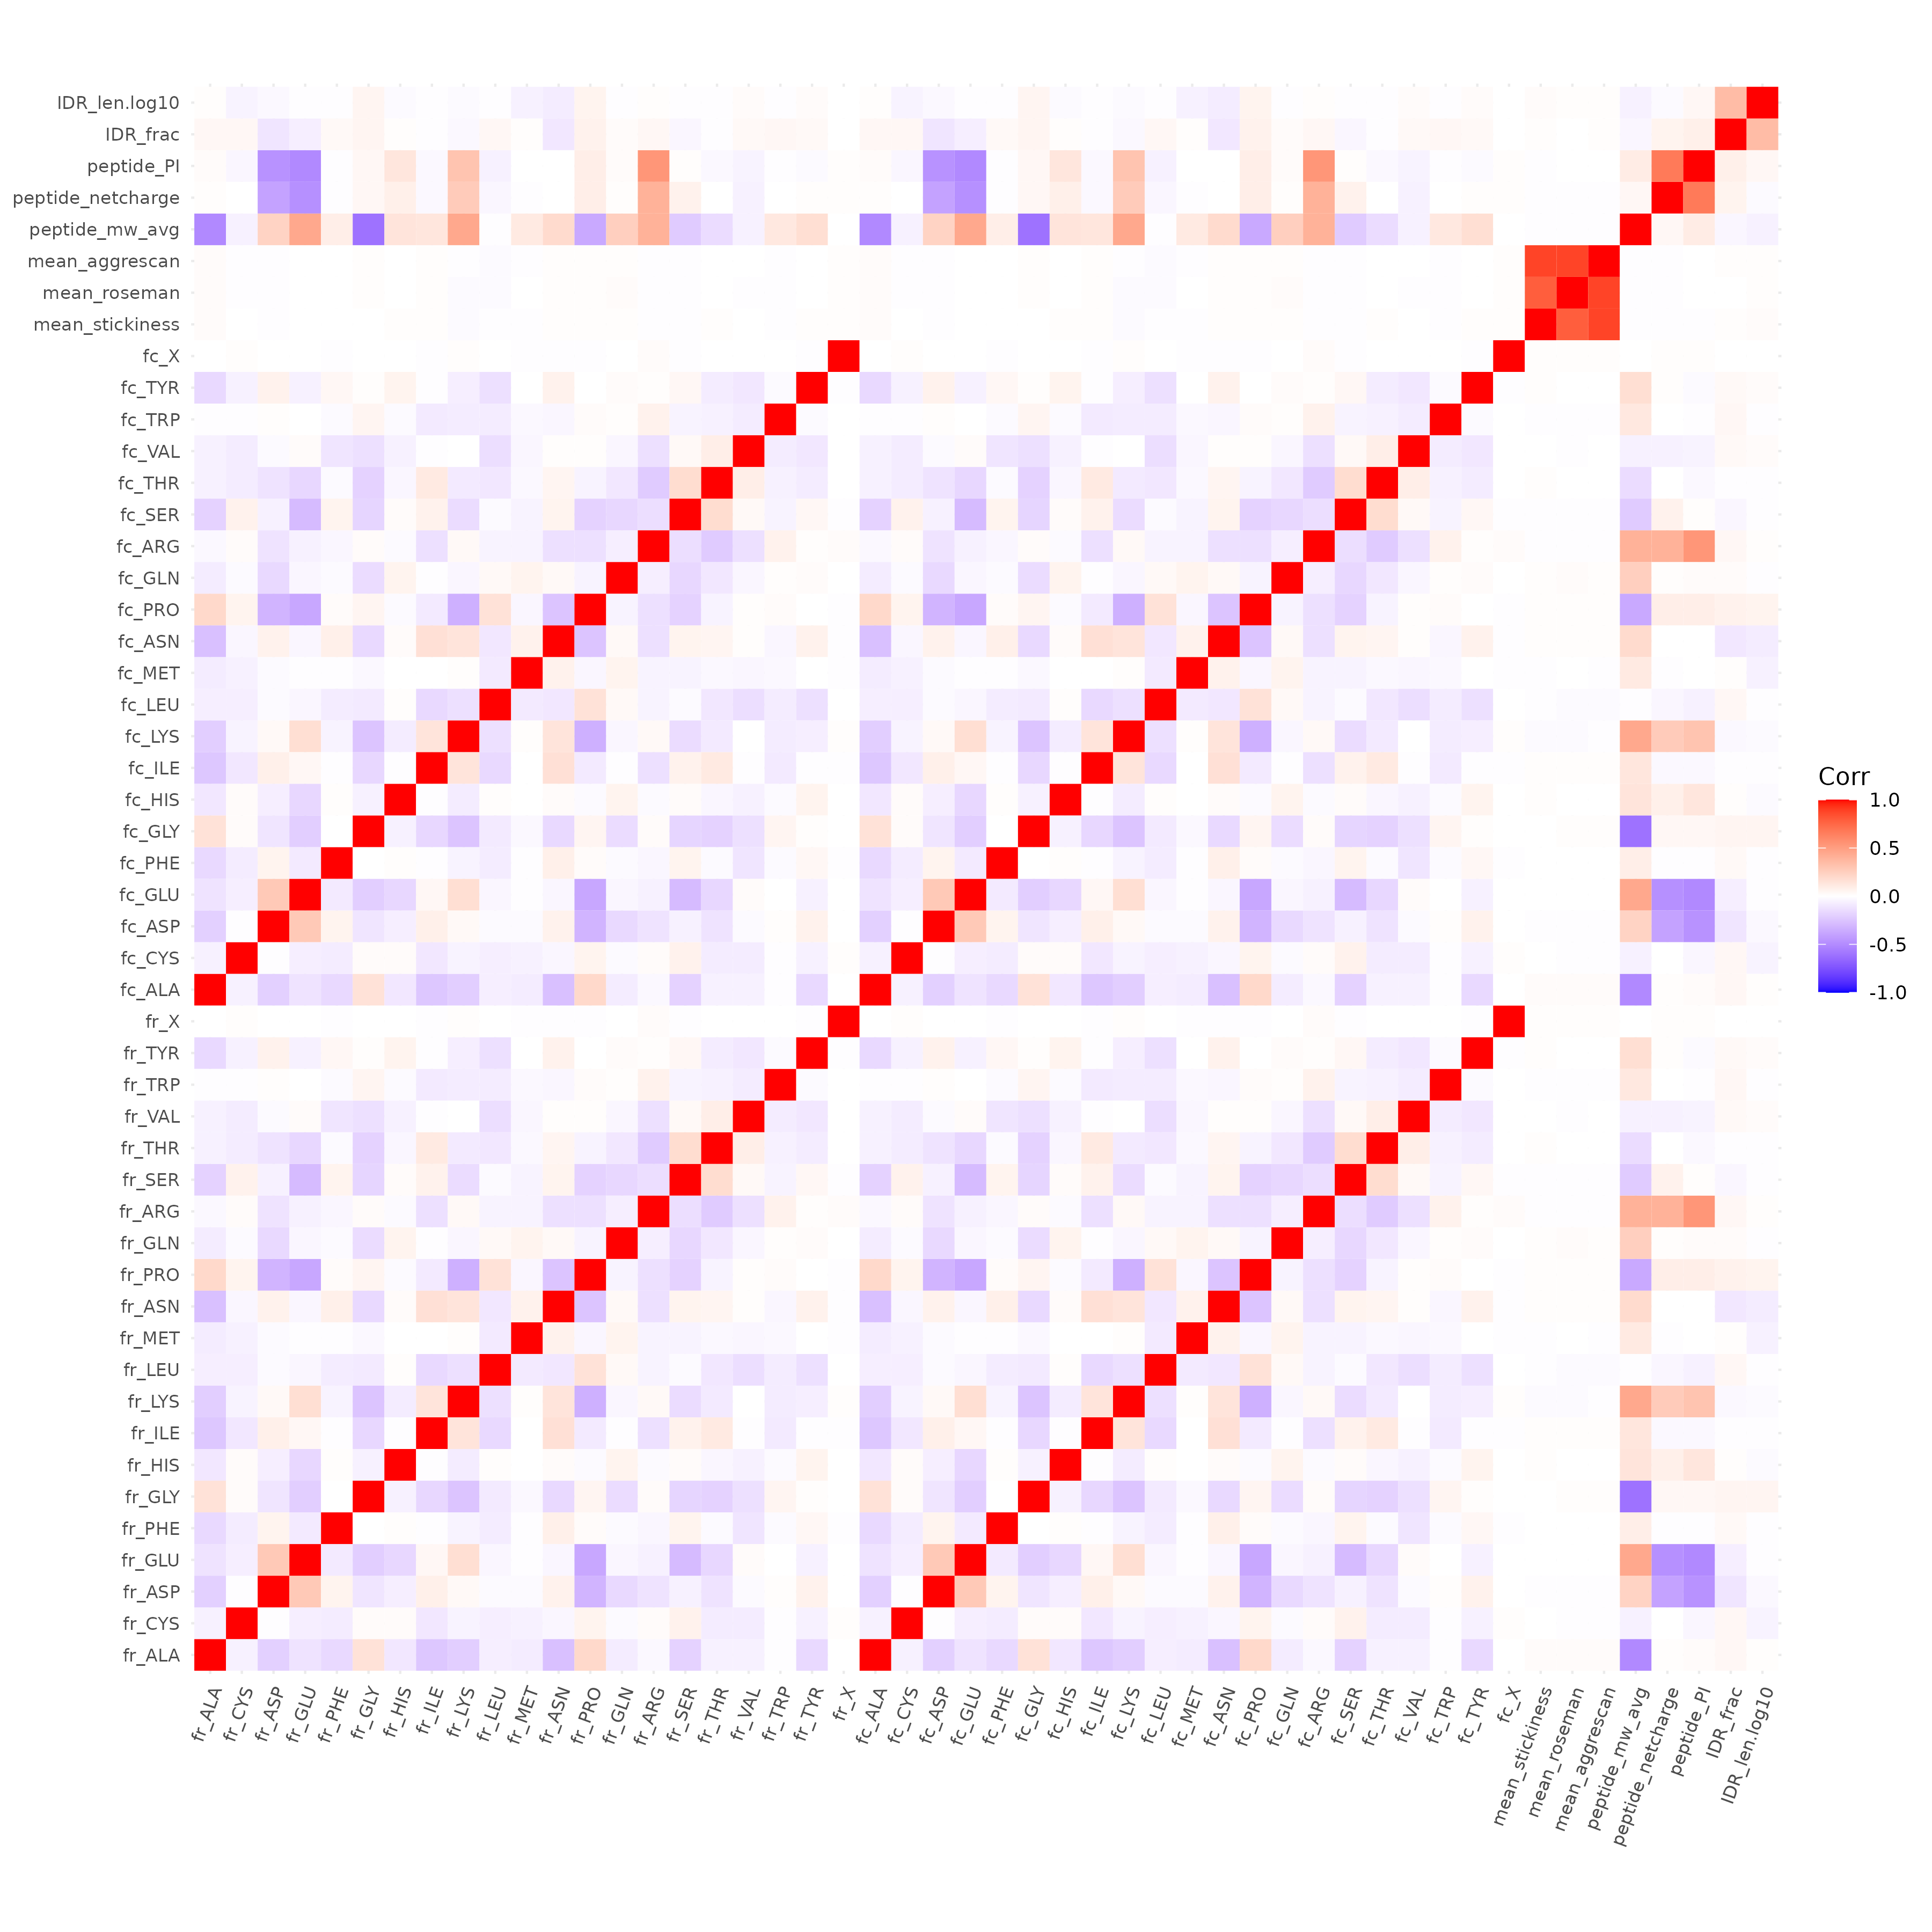 IDR_len.log10
IDR_frac
peptide_PI
peptide_netcharge
peptide_mw_avg
mean_aggrescan
mean_roseman
mean_stickiness
fc_X
fc_TYR
fc_TRP
fc_VAL
fc_THR
fc_SER
fc_ARG
fc_GLN
fc_PRO
fc_ASN
fc_MET
fc_LEU
fc_LYS
fc_ILE
fc_HIS
fc_GLY
fc_PHE
fc_GLU
fc_ASP
fc_CYS
fc_ALA
fr_X
fr_TYR
fr_TRP
fr_VAL
fr_THR
fr_SER
fr_ARG
fr_GLN
fr_PRO
fr_ASN
fr_MET
fr_LEU
fr_LYS
fr_ILE
fr_HIS
fr_GLY
fr_PHE
fr_GLU
fr_ASP
fr_CYS
fr_ALA
fr_ALA
fr_CYS
fr_ASP
fr_GLU
fr_PHE
fr_GLY
fr_HIS
fr_ILE
fr_LYS
fr_LEU
fr_MET
fr_ASN
fr_PRO
fr_GLN
fr_ARG
fr_SER
fr_THR
fr_VAL
fr_TRP
fr_TYR
fr_X
fc_ALA
fc_CYS
fc_ASP
fc_GLU
fc_PHE
fc_GLY
fc_HIS
fc_ILE
fc_LYS
fc_LEU
fc_MET
fc_ASN
fc_PRO
fc_GLN
fc_ARG
fc_SER
fc_THR
fc_VAL
fc_TRP
fc_TYR
fc_X
mean_stickiness
mean_roseman
mean_aggrescan
peptide_mw_avg
peptide_netcharge
peptide_PI
IDR_frac
IDR_len.log10
Corr
1.0
0.5
0.0
-0.5
-1.0